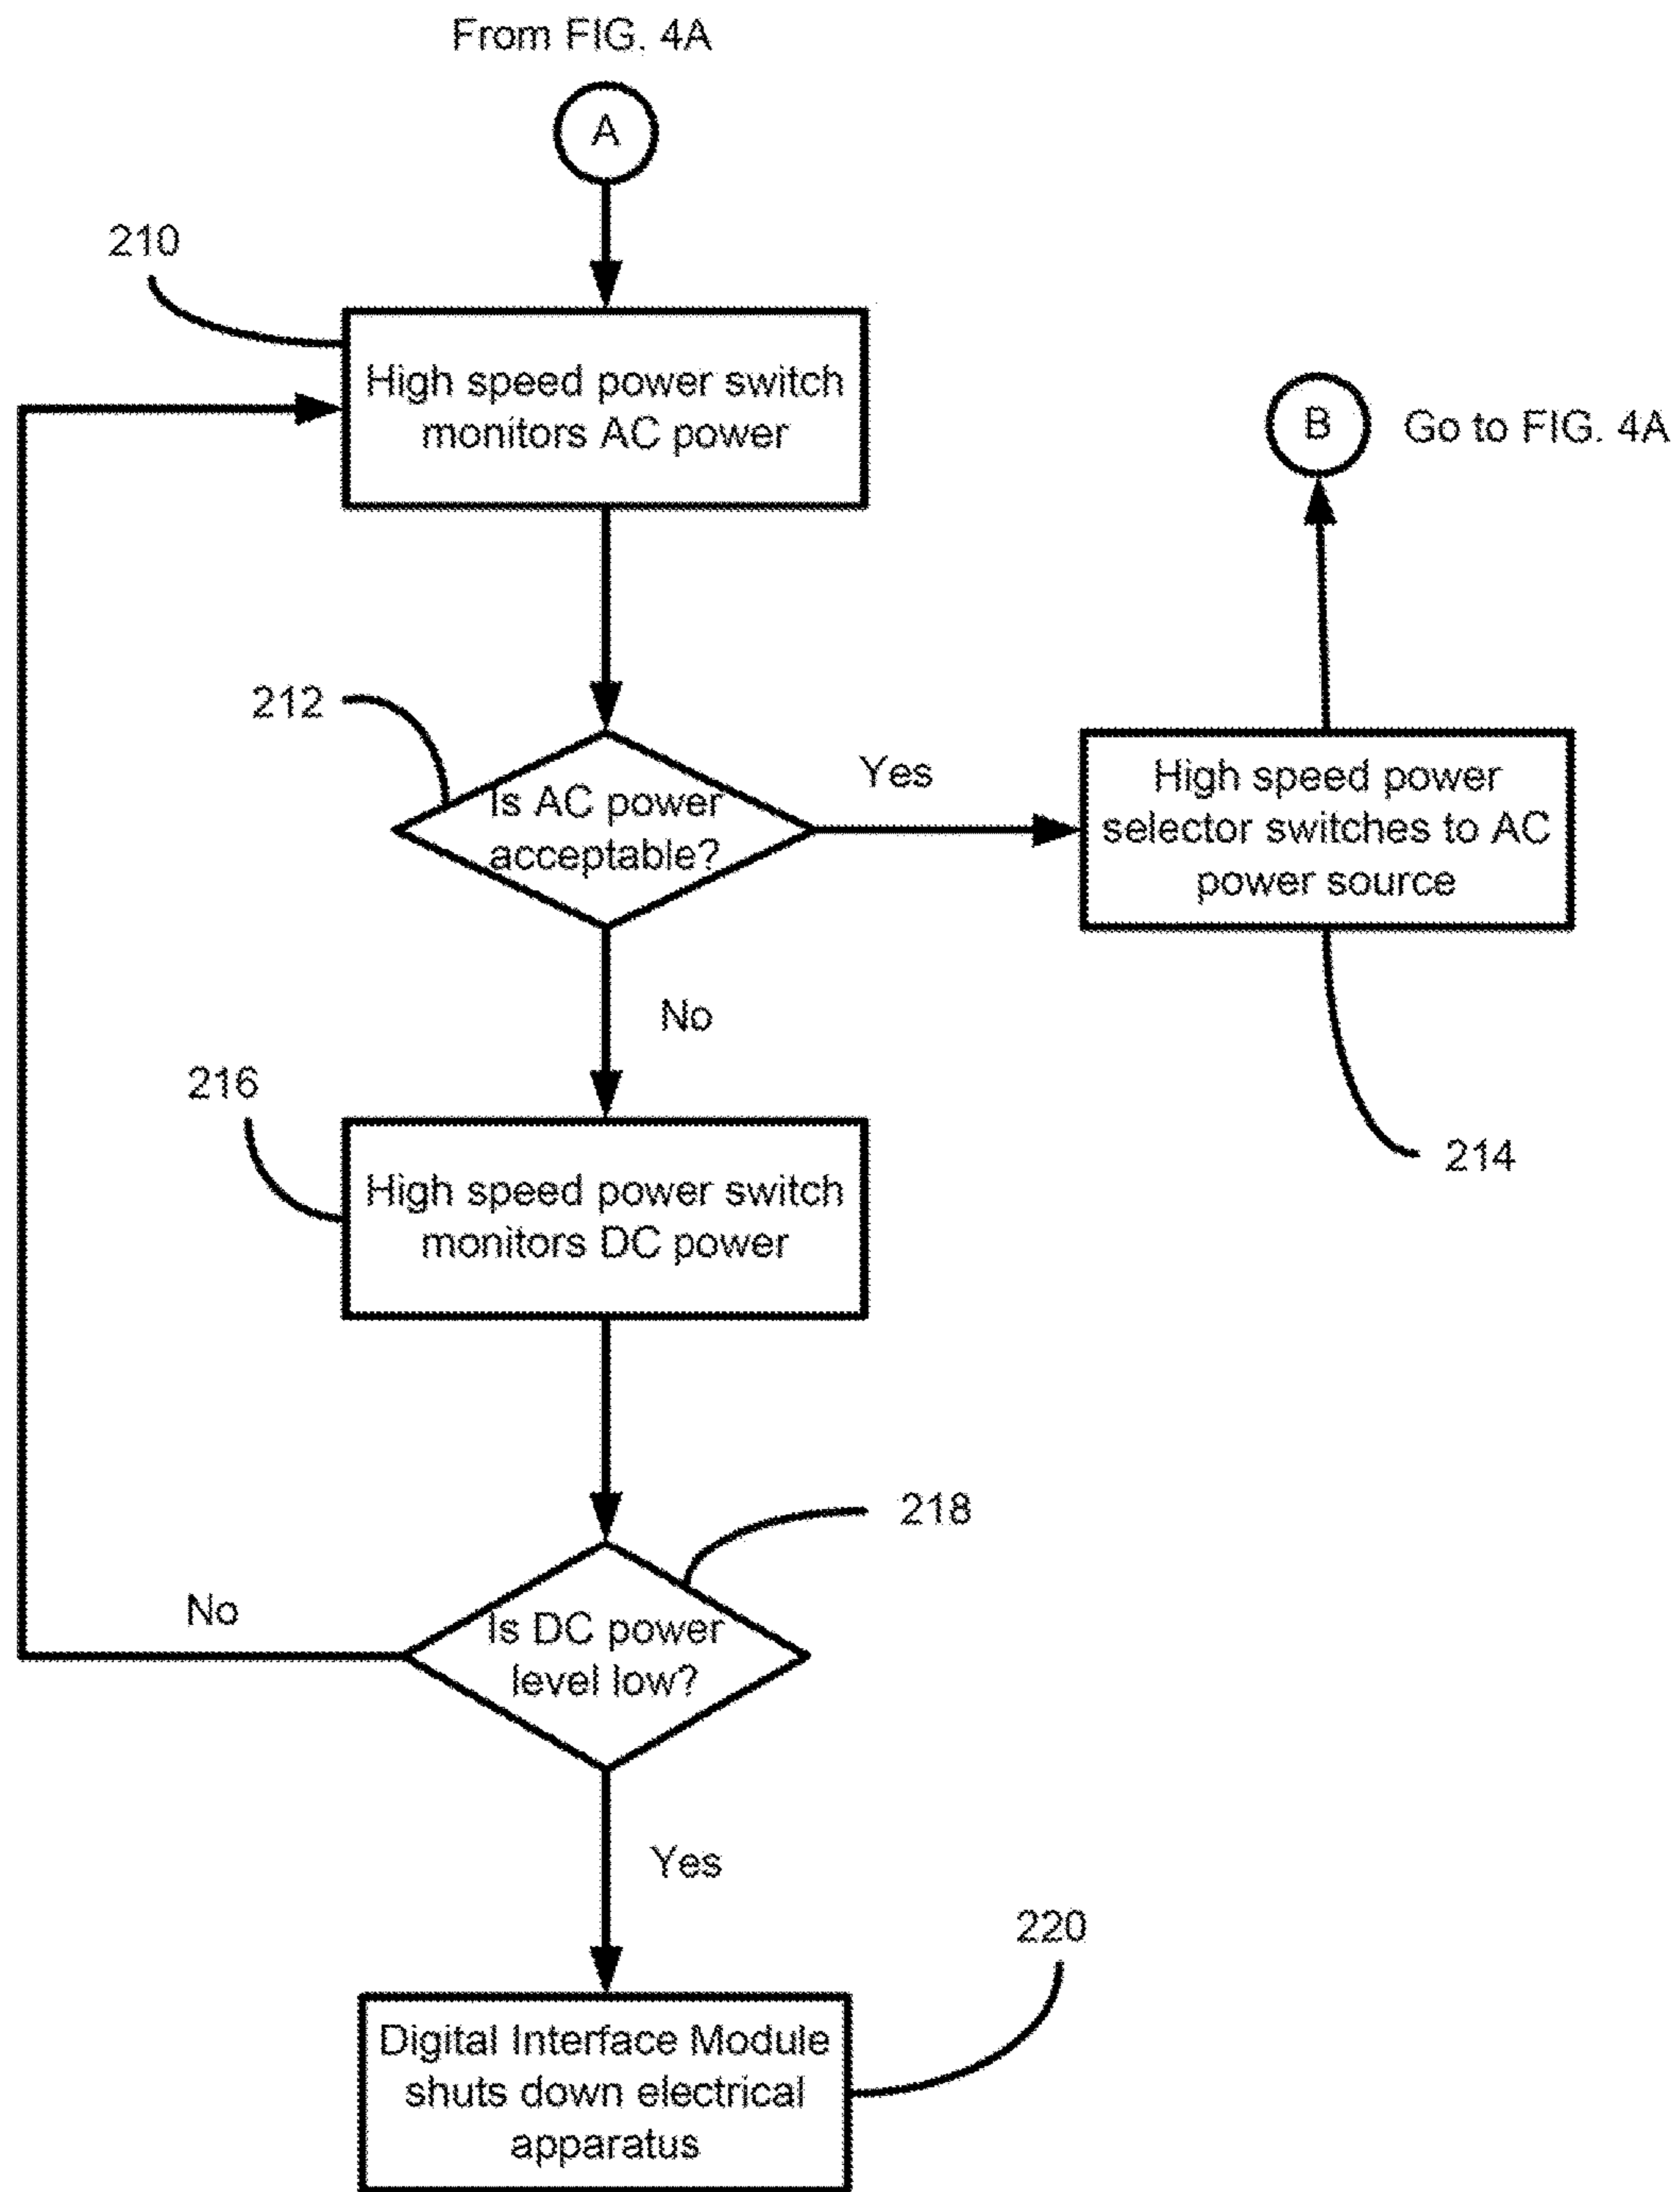 From FIG. 4A
A
210
High speed power switch
monitors AC power
B
Go to FIG. 4A
212
Is AC power
acceptable?
Yes
High speed power
selector switches to AC
power source
No
214
216
High speed power switch
monitors DC power
218
No
Is DC power
level low?
Yes
220
Digital Interface Module
shuts down electrical
apparatus